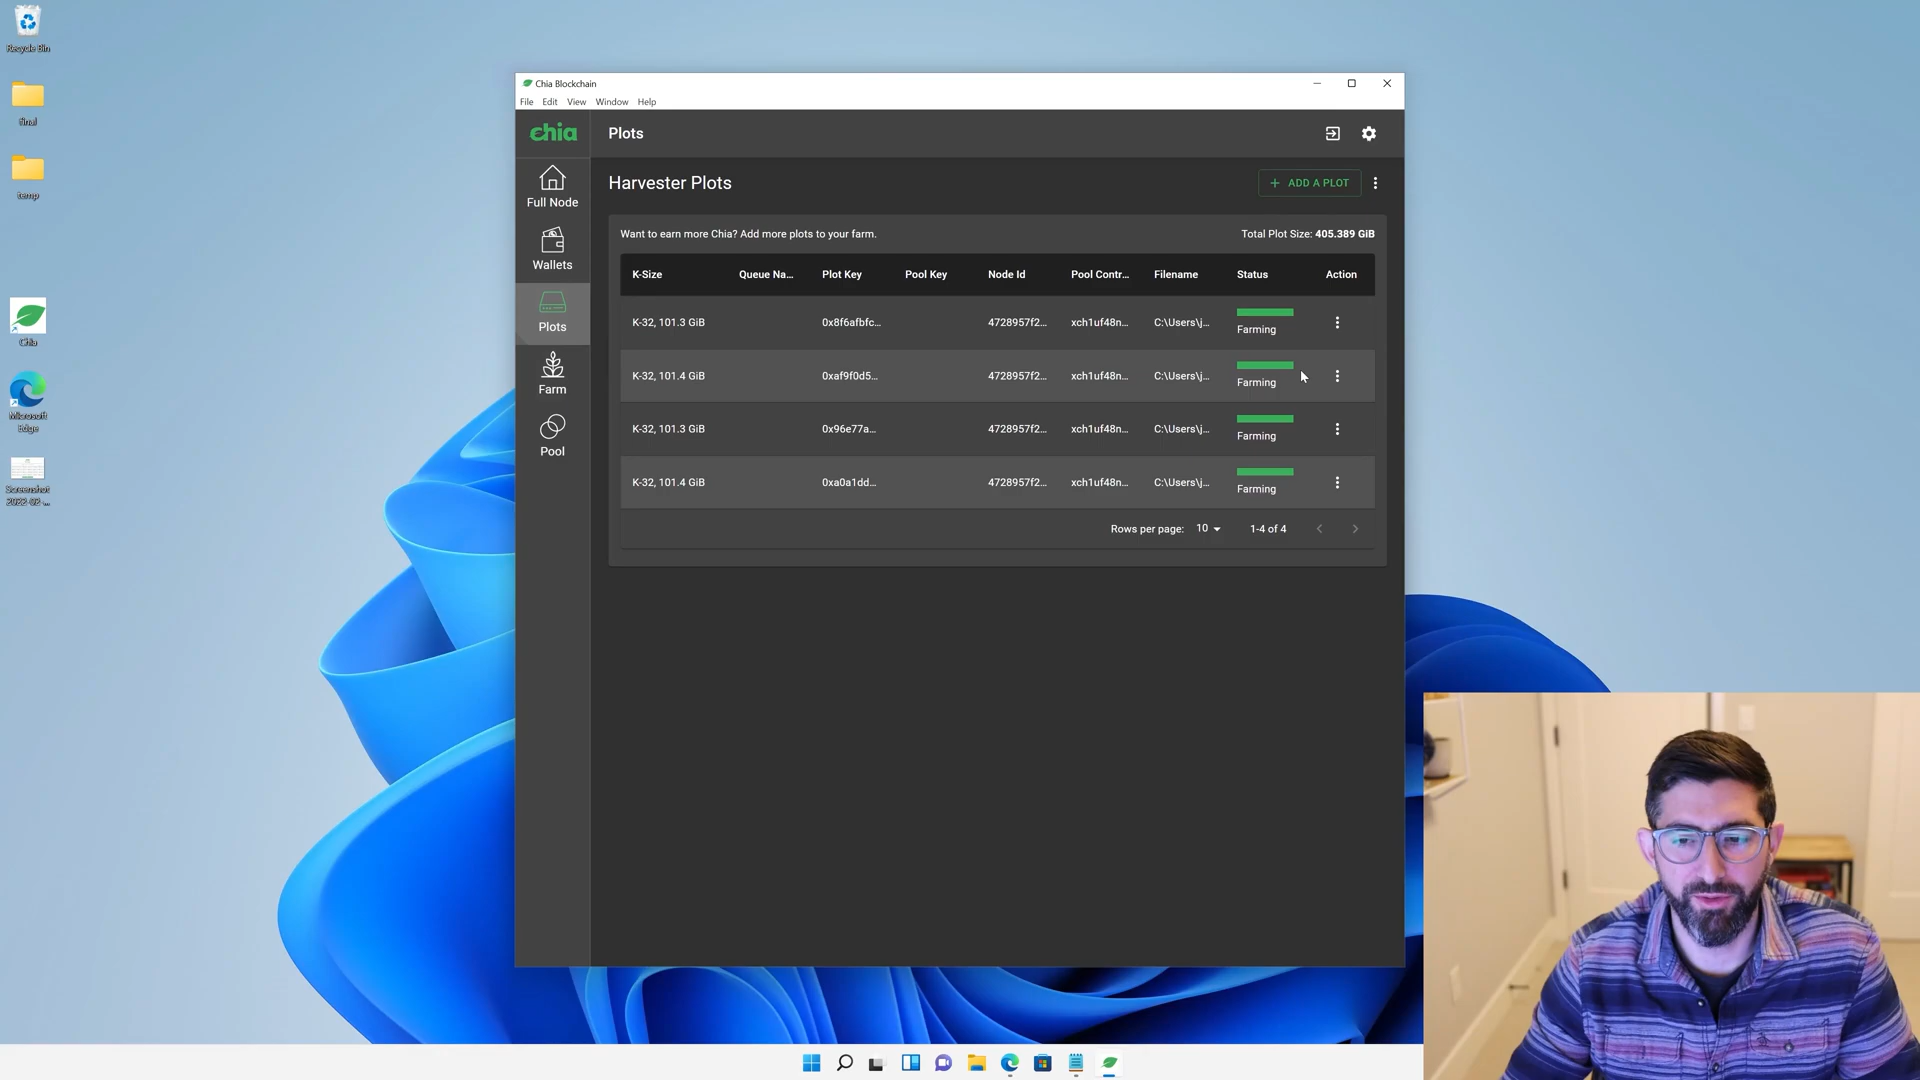 Recycle Bin
final
temp
Chia
Microsoft
Edge
Screenshot
2022-02-...
Chia Blockchain
File Edit View Window Help
chia
Plots
Full Node
Wallets
Plots
Farm
Pool
Harvester Plots
+ ADD A PLOT
Want to earn more Chia? Add more plots to your farm.
Total Plot Size: 405.389 GiB
K-Size Queue Na... Plot Key Pool Key Node Id Pool Contr... Filename Status Action
K-32, 101.3 GiB 0x8f6afbfc... 4728957f2... xch1uf48n... C:\Users\j... Farming
K-32, 101.4 GiB 0xaf9f0d5... 4728957f2... xch1uf48n... C:\Users\j... Farming
K-32, 101.3 GiB 0x96e77a... 4728957f2... xch1uf48n... C:\Users\j... Farming
K-32, 101.4 GiB 0xa0a1dd... 4728957f2... xch1uf48n... C:\Users\j... Farming
Rows per page: 10 1-4 of 4